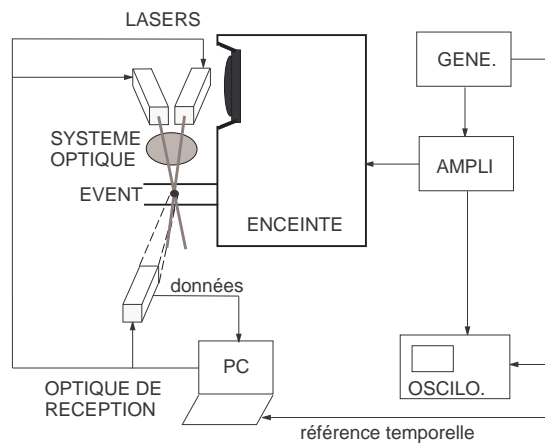 LASERS
GENE.
SYSTEME
OPTIQUE
AMPLI
EVENT
ENCEINTE
données
PC
OPTIQUE DE
RECEPTION
OSCILO.
référence temporelle